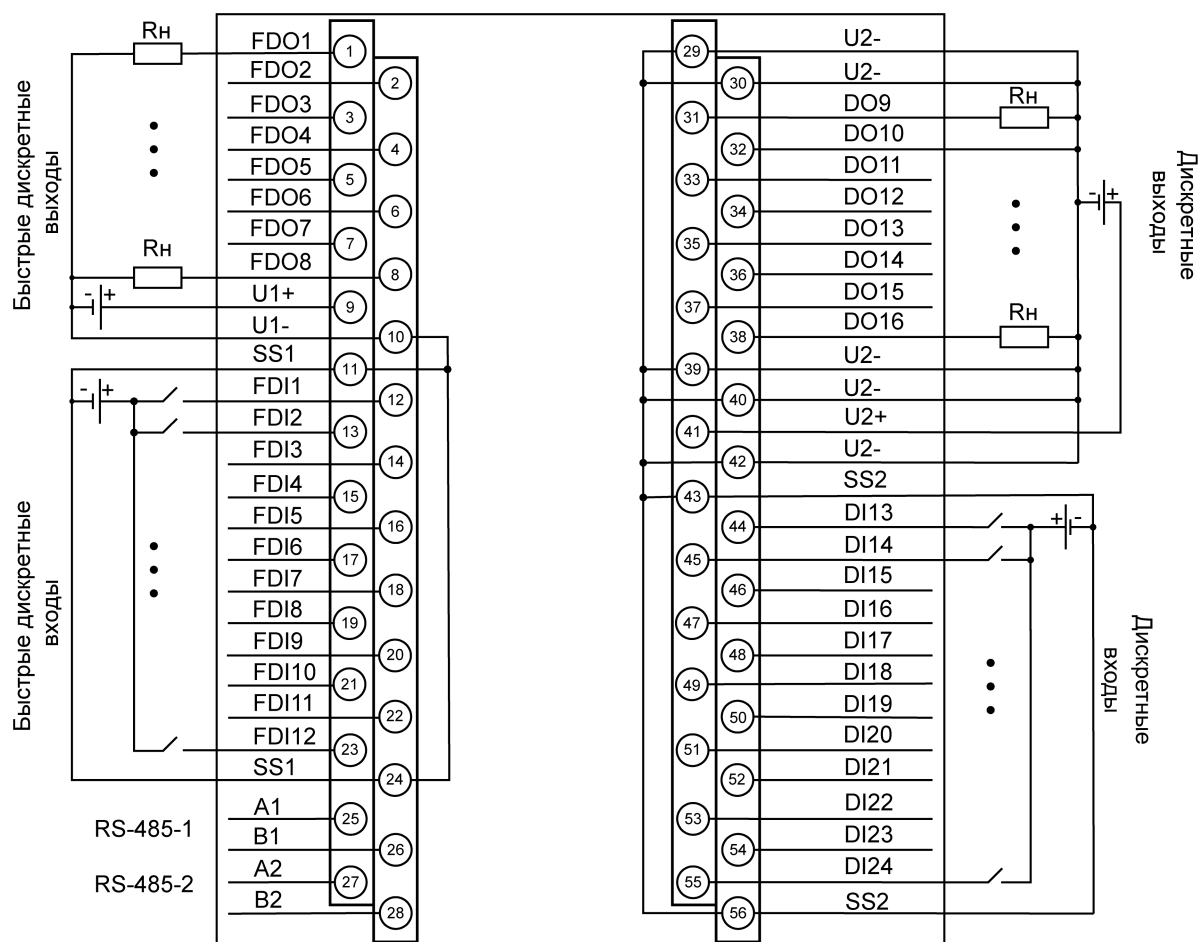 Быстрые дискретные
выходы
Rн
FDO1
1
FDO2
2
FDO3
3
FDO4
4
FDO5
5
FDO6
6
FDO7
7
Rн
FDO8
8
- +
U1+
9
U1-
10
SS1
11
Быстрые дискретные
входы
- +
FDI1
12
FDI2
13
FDI3
14
FDI4
15
FDI5
16
FDI6
17
FDI7
18
FDI8
19
FDI9
20
FDI10
21
FDI11
22
FDI12
23
SS1
24
RS-485-1
A1
25
B1
26
RS-485-2
A2
27
B2
28
29
U2-
30
U2-
31
DO9
Rн
32
DO10
33
DO11
34
DO12
35
DO13
36
DO14
37
DO15
38
DO16
Rн
- +
Дискретные
выходы
39
U2-
40
U2-
41
U2+
42
U2-
43
SS2
44
DI13
+ -
45
DI14
46
DI15
47
DI16
48
DI17
49
DI18
50
DI19
51
DI20
52
DI21
53
DI22
54
DI23
55
DI24
56
SS2
Дискретные
входы